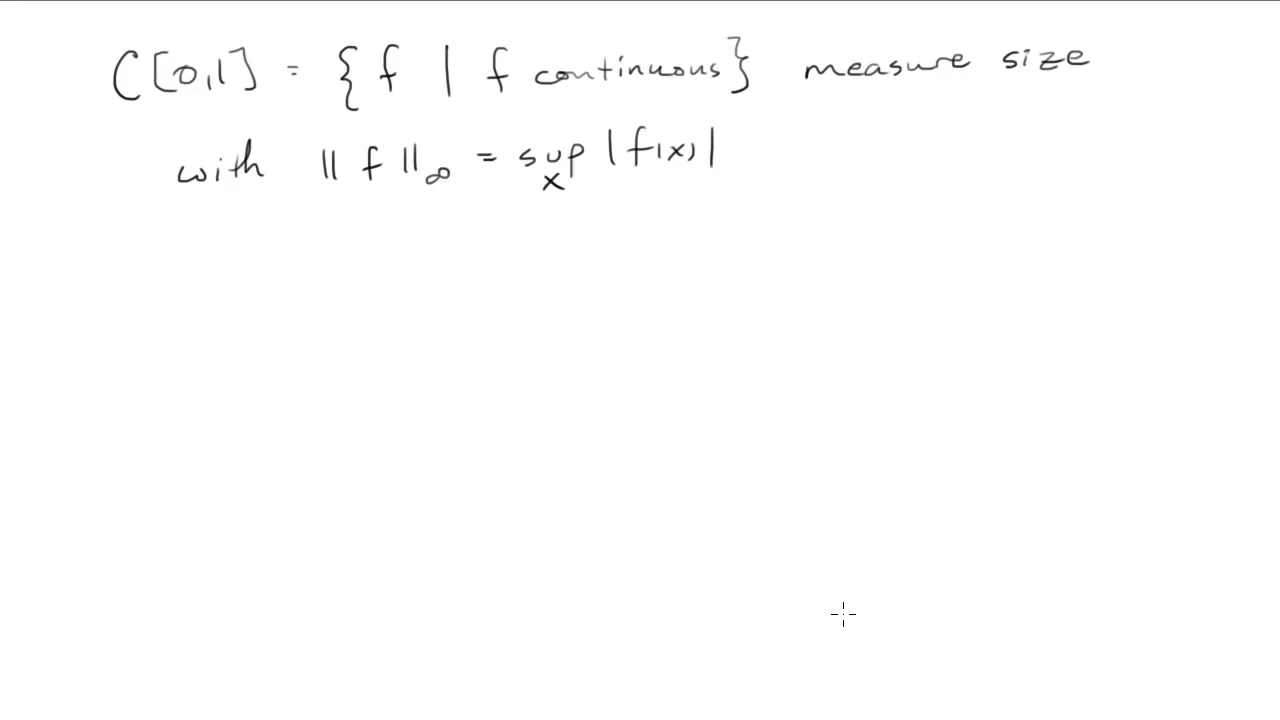 C[0,1] = {f | f continuous} measure size
with ||f||∞ = sup x |f(x)|